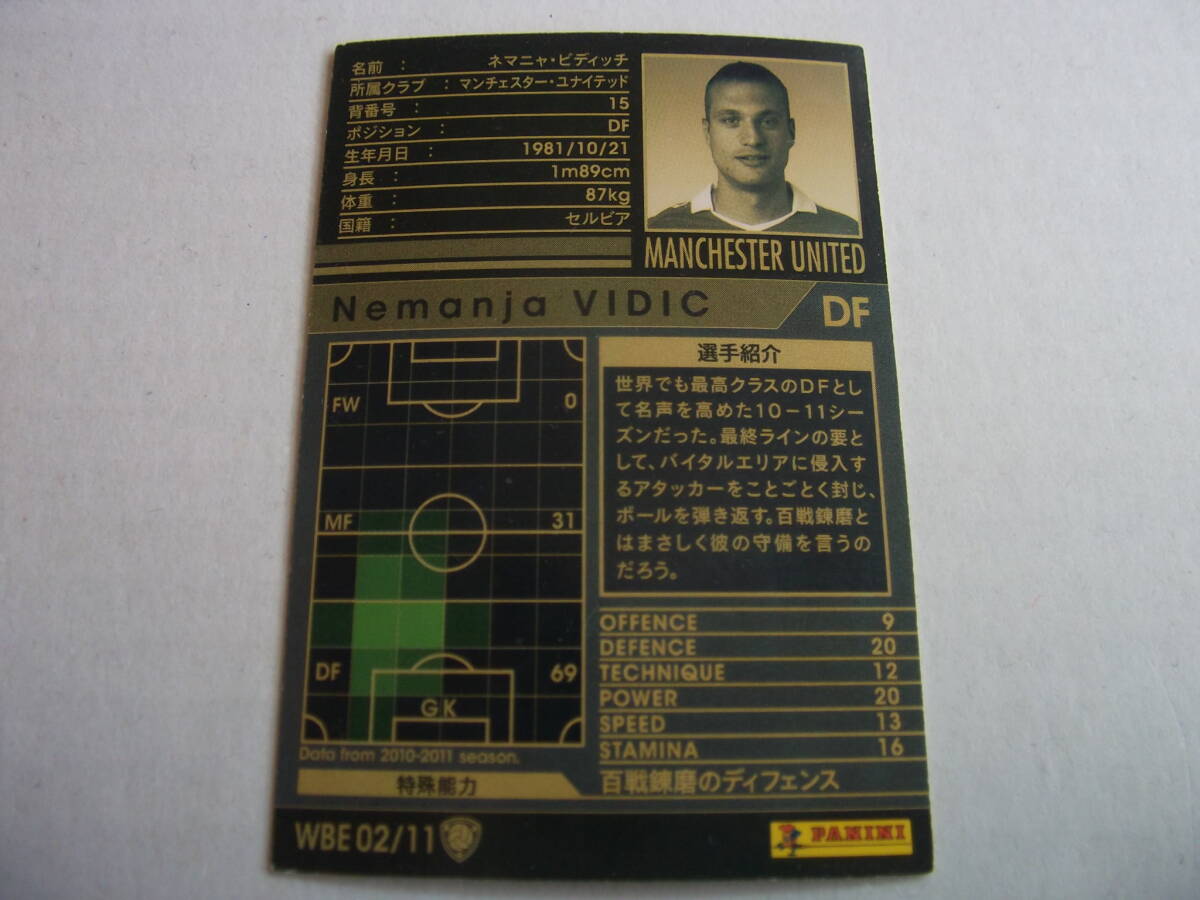 名前 : ネマニャ・ビディッチ
所属クラブ : マンチェスター・ユナイテッド
背番号 : 15
ポジション : DF
生年月日 : 1981/10/21
身長 : 1m89cm
体重 : 87kg
国籍 : セルビア
MANCHESTER UNITED
Nemanja VIDIC
DF
FW 0
MF 31
DF 69
GK
Data from 2010-2011 season.
選手紹介
世界でも最高クラスのDFとし
て名声を高めた10-11シー
ズンだった。最終ラインの要と
して、バイタルエリアに侵入す
るアタッカーをことごとく封じ、
ボールを弾き返す。百戦錬磨と
はまさしく彼の守備を言うの
だろう。
OFFENCE 9
DEFENCE 20
TECHNIQUE 12
POWER 20
SPEED 13
STAMINA 16
特殊能力 百戦錬磨のディフェンス
WBE 02/11
PANINI